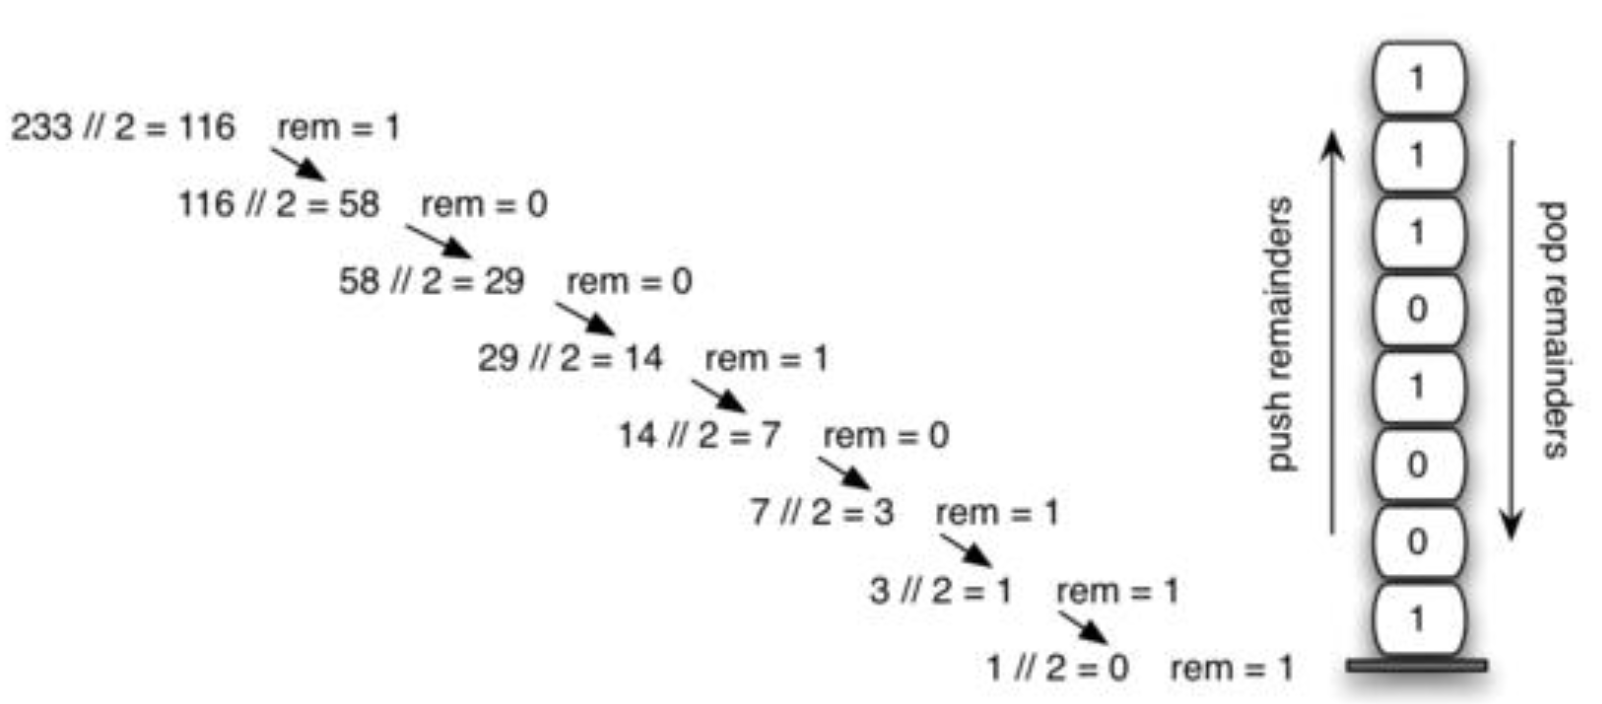 233 // 2 = 116 rem = 1
116 // 2 = 58 rem = 0
58 // 2 = 29 rem = 0
29 // 2 = 14 rem = 1
14 // 2 = 7 rem = 0
7 // 2 = 3 rem = 1
3 // 2 = 1 rem = 1
1 // 2 = 0 rem = 1
push remainders
1
1
1
0
1
0
0
1
pop remainders